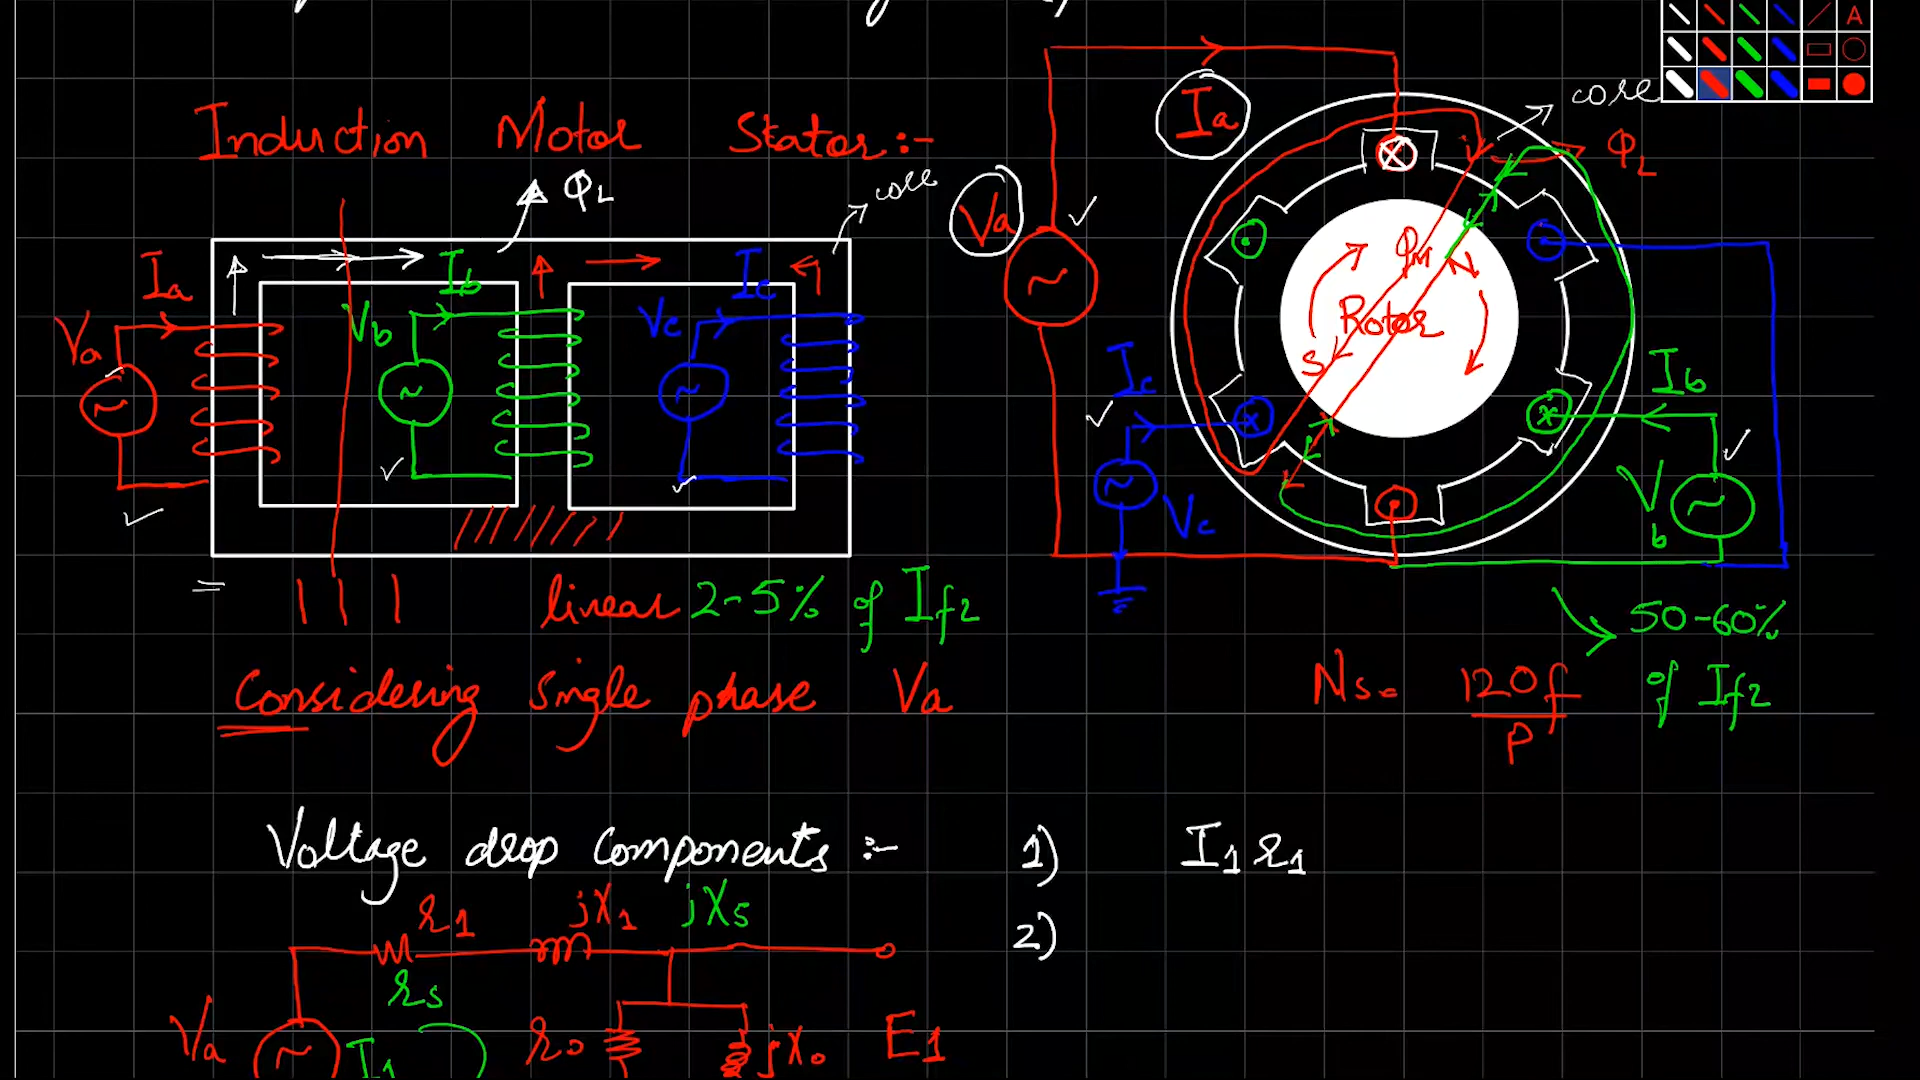 Induction Motor Stator:-
φL
core
Ia
Va
Ib
Vb
Ic
Vc
linear 2-5% of If2
Considering Single phase Va
Ia
Va
core
φL
φM
N
Rotor
S
Ic
Vc
Ib
Vb
50-60%
of If2
Ns = 120f
P
Voltage drop components :- 1) I1 r1
2)
r1
jX1
jXs
rs
Va
I1
r0
jX0
E1
A